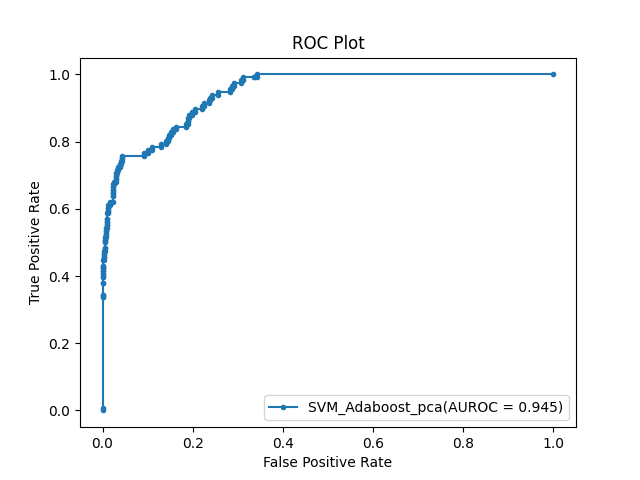 ROC Plot
1.0
0.8
0.6
0.4
0.2
0.0
True Positive Rate
SVM_Adaboost_pca(AUROC = 0.945)
0.0 0.2 0.4 0.6 0.8 1.0
False Positive Rate